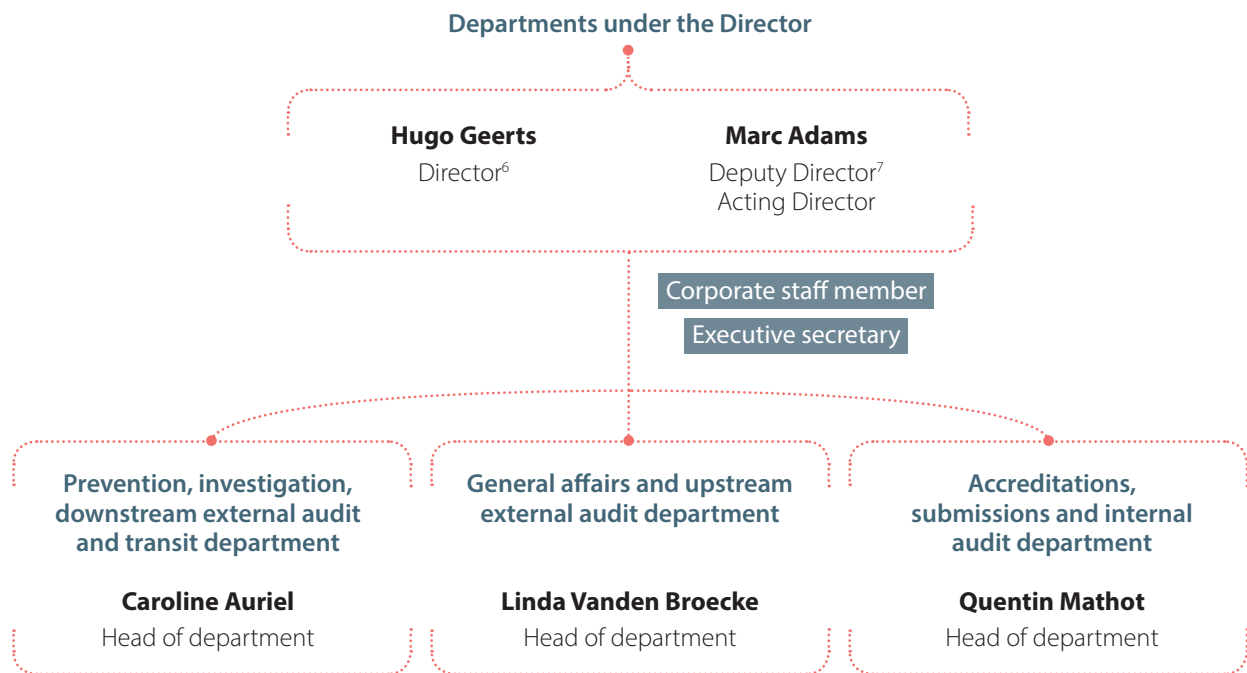 Departments under the Director
Hugo Geerts
Director⁶
Marc Adams
Deputy Director⁷
Acting Director
Corporate staff member
Executive secretary
Prevention, investigation,
downstream external audit
and transit department
Caroline Auriel
Head of department
General affairs and upstream
external audit department
Linda Vanden Broecke
Head of department
Accreditations,
submissions and internal
audit department
Quentin Mathot
Head of department